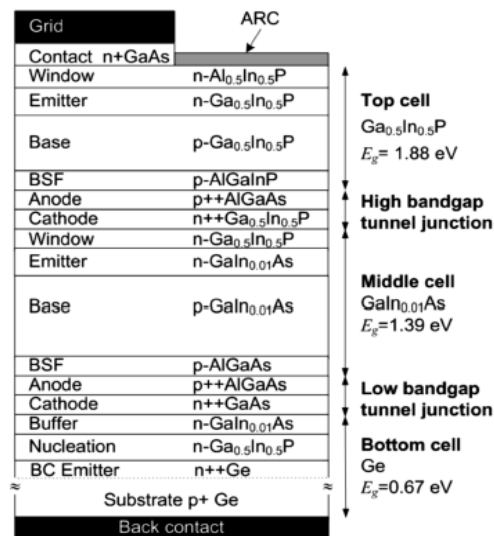 Grid
ARC
Contact n+GaAs
Window n-Al0.5In0.5P
Emitter n-Ga0.5In0.5P
Base p-Ga0.5In0.5P
BSF p-AlGaInP
Anode p++AlGaAs
Cathode n++Ga0.5In0.5P
Window n-Ga0.5In0.5P
Emitter n-GaIn0.01As
Base p-GaIn0.01As
BSF p-AlGaAs
Anode p++AlGaAs
Cathode n++GaAs
Buffer n-GaIn0.01As
Nucleation n-Ga0.5In0.5P
BC Emitter n++Ge
Substrate p+ Ge
Back contact
Top cell
Ga0.5In0.5P
Eg= 1.88 eV
High bandgap
tunnel junction
Middle cell
GaIn0.01As
Eg=1.39 eV
Low bandgap
tunnel junction
Bottom cell
Ge
Eg=0.67 eV